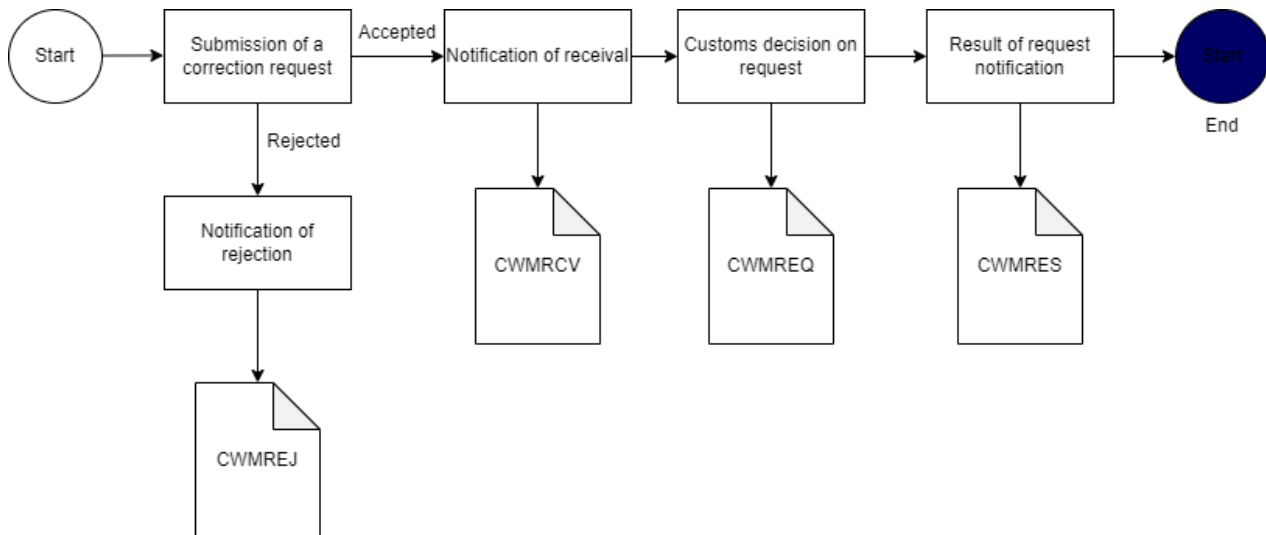 Start
Submission of a
correction request
Accepted
Notification of receival
Customs decision on
request
Result of request
notification
Start
End
Rejected
Notification of
rejection
CWMRCV
CWMREQ
CWMRES
CWMREJ